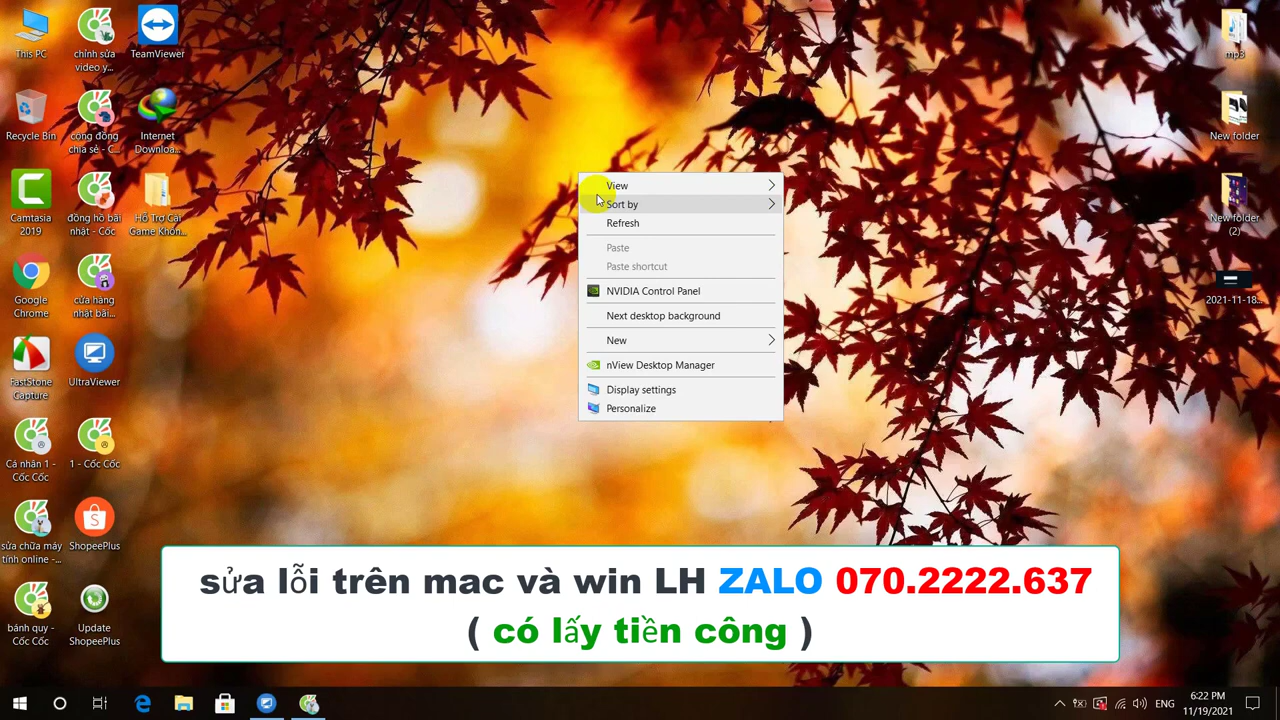 This PC
chỉnh sửa
video y...
TeamViewer
Recycle Bin
cộng đồng
chia sẻ - C...
Internet
Downloa...
Camtasia
2019
đồng hồ bãi
nhật - Cốc
Hỗ Trợ Cài
Game Khôn...
Google
Chrome
cửa hàng
nhật bãi...
FastStone
Capture
UltraViewer
Cá nhân 1 -
Cốc Cốc
1 - Cốc Cốc
sửa chữa máy
tính online -...
ShopeePlus
bánh quy -
Cốc Cốc
Update
ShopeePlus
mp3
New folder
New folder
(2)
2021-11-18...
View
Sort by
Refresh
Paste
Paste shortcut
NVIDIA Control Panel
Next desktop background
New
nView Desktop Manager
Display settings
Personalize
sửa lỗi trên mac và win LH ZALO 070.2222.637
( có lấy tiền công )
ENG
6:22 PM
11/19/2021